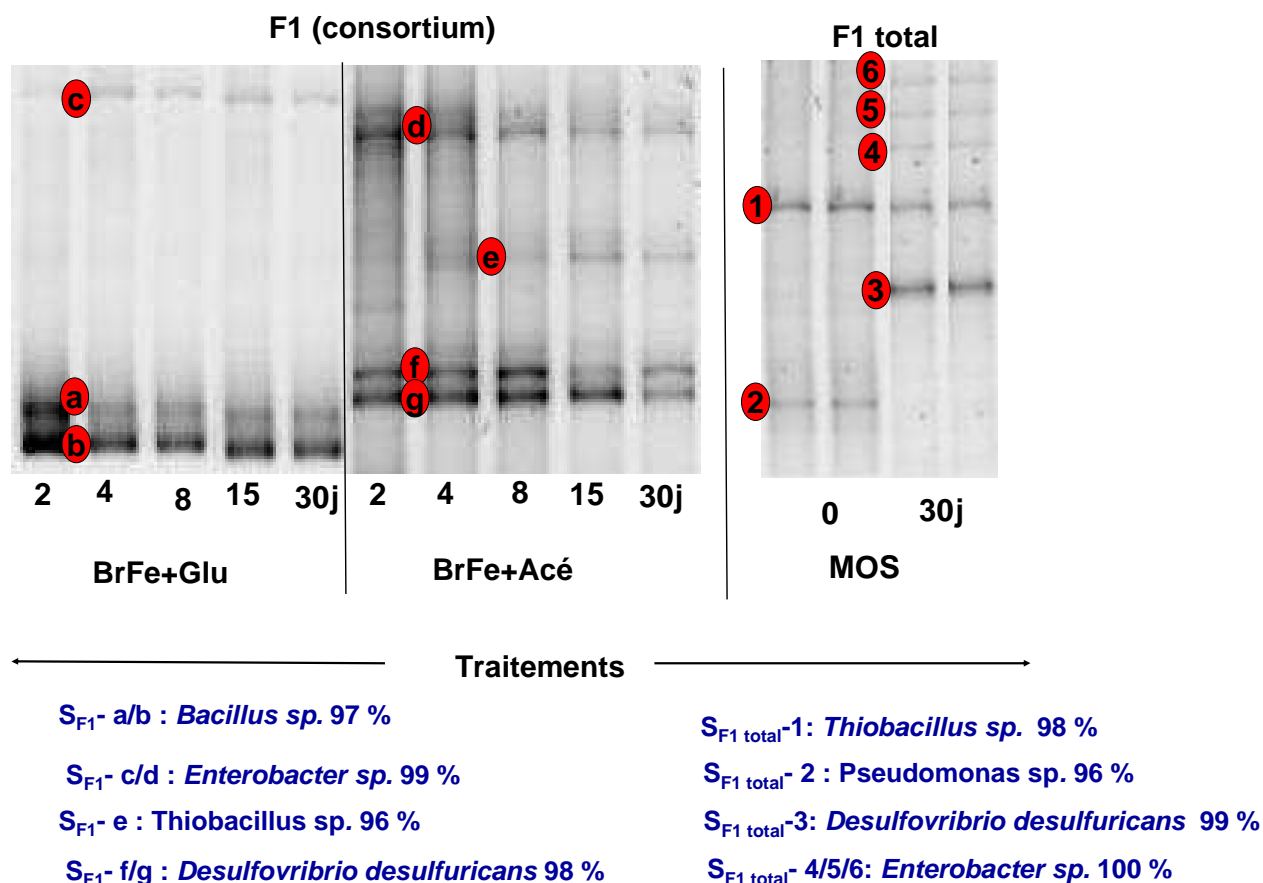 F1 (consortium)
F1 total
c
a
b
d
e
f
g
6
5
4
1
3
2
2 4 8 15 30j
2 4 8 15 30j
0 30j
BrFe+Glu
BrFe+Acé
MOS
Traitements
SF1- a/b : Bacillus sp. 97 %
SF1- c/d : Enterobacter sp. 99 %
SF1- e : Thiobacillus sp. 96 %
SF1- f/g : Desulfovribrio desulfuricans 98 %
SF1 total-1: Thiobacillus sp. 98 %
SF1 total- 2 : Pseudomonas sp. 96 %
SF1 total-3: Desulfovribrio desulfuricans 99 %
SF1 total- 4/5/6: Enterobacter sp. 100 %